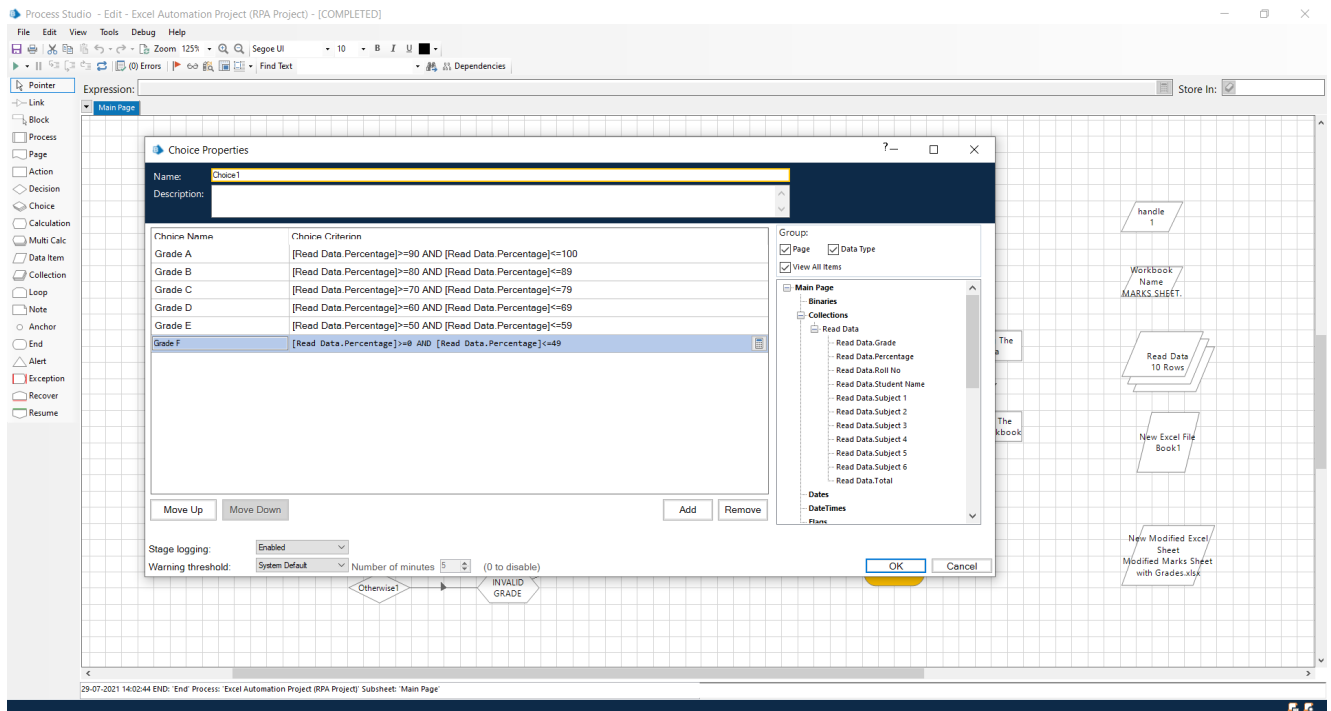 Process Studio - Edit - Excel Automation Project (RPA Project) - [COMPLETED]
File Edit View Tools Debug Help
Zoom 125% Segoe UI 10 B I U
(0) Errors Find Text Dependencies
Pointer
Link
Block
Process
Page
Action
Decision
Choice
Calculation
Multi Calc
Data Item
Collection
Loop
Note
Anchor
End
Alert
Exception
Recover
Resume
Expression: Store In:
Main Page
Choice Properties
Name: Choice1
Description:
Choice Name Choice Criterion
Grade A [Read Data.Percentage]>=90 AND [Read Data.Percentage]<=100
Grade B [Read Data.Percentage]>=80 AND [Read Data.Percentage]<=89
Grade C [Read Data.Percentage]>=70 AND [Read Data.Percentage]<=79
Grade D [Read Data.Percentage]>=60 AND [Read Data.Percentage]<=69
Grade E [Read Data.Percentage]>=50 AND [Read Data.Percentage]<=59
Grade F [Read Data.Percentage]>=0 AND [Read Data.Percentage]<=49
Move Up Move Down Add Remove
Group:
Page Data Type
View All Items
Main Page
Binaries
Collections
Read Data
Read Data.Grade
Read Data.Percentage
Read Data.Roll No
Read Data.Student Name
Read Data.Subject 1
Read Data.Subject 2
Read Data.Subject 3
Read Data.Subject 4
Read Data.Subject 5
Read Data.Subject 6
Read Data.Total
Dates
DateTimes
Flags
Stage logging: Enabled
Warning threshold: System Default Number of minutes 5 (0 to disable)
OK Cancel
The
a
The
kbook
handle
1
Workbook
Name
MARKS SHEET.
Read Data
10 Rows
New Excel File
Book1
New Modified Excel
Sheet
Modified Marks Sheet
with Grades.xlsx
Otherwise1
INVALID
GRADE
29-07-2021 14:02:44 END: 'End' Process: 'Excel Automation Project (RPA Project)' Subsheet: 'Main Page'